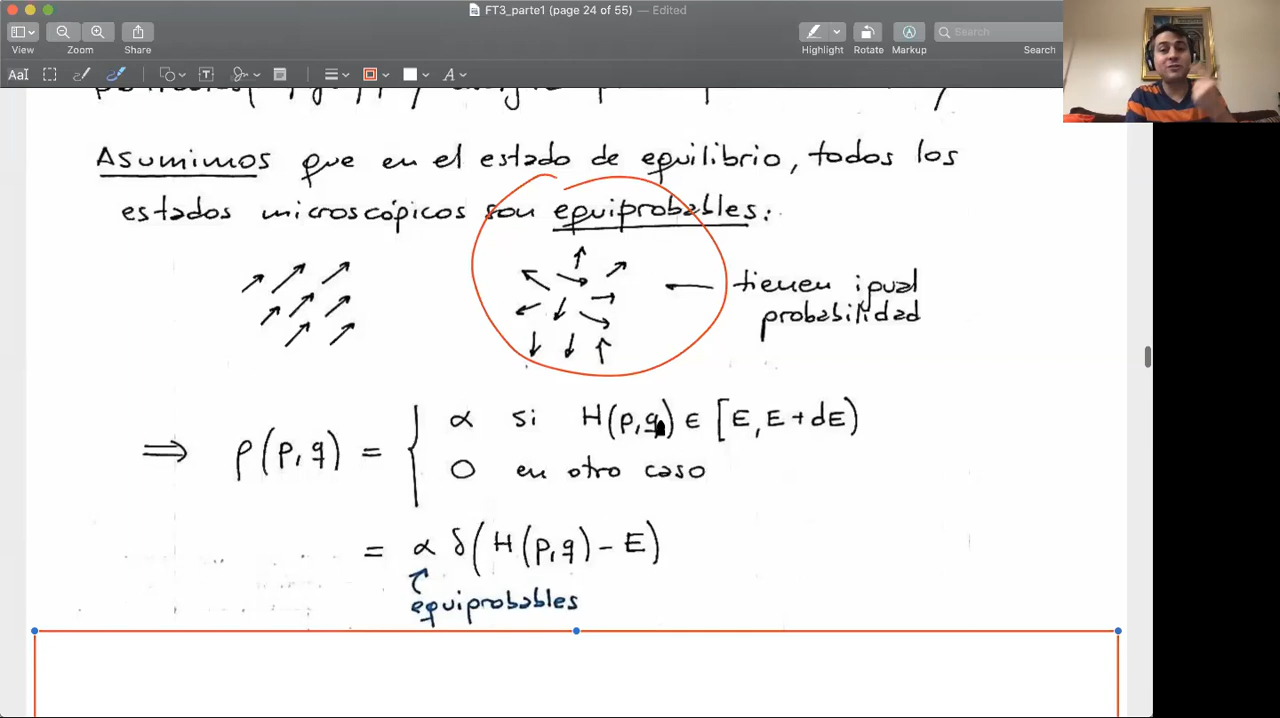 FT3_parte1 (page 24 of 55) — Edited
View
Zoom
Share
Highlight
Rotate
Markup
Search
Search
Asumimos que en el estado de equilibrio, todos los
estados microscópicos son equiprobables:
tienen igual
probabilidad
⇒ ρ(p,q) = { α si H(p,q) ∈ [E, E+dE)
0 en otro caso
= α δ(H(p,q) - E)
equiprobables